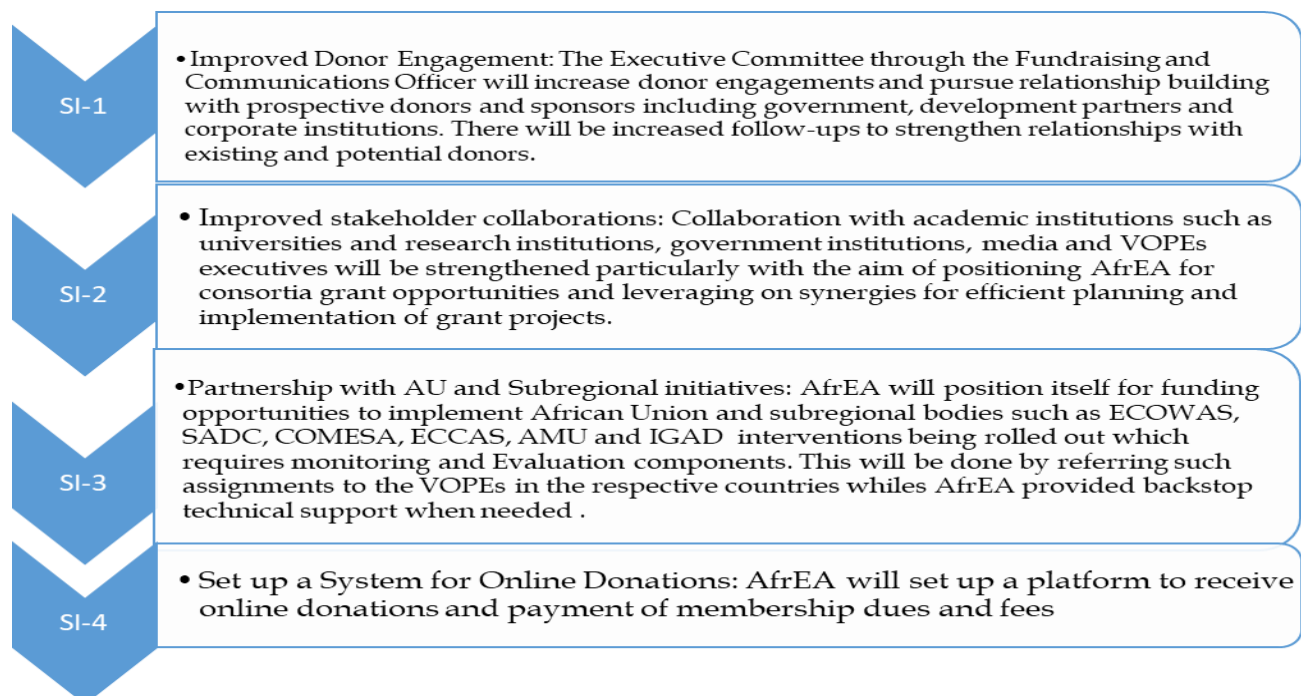 SI-1
• Improved Donor Engagement: The Executive Committee through the Fundraising and
Communications Officer will increase donor engagements and pursue relationship building
with prospective donors and sponsors including government, development partners and
corporate institutions. There will be increased follow-ups to strengthen relationships with
existing and potential donors.
SI-2
• Improved stakeholder collaborations: Collaboration with academic institutions such as
universities and research institutions, government institutions, media and VOPEs
executives will be strengthened particularly with the aim of positioning AfrEA for
consortia grant opportunities and leveraging on synergies for efficient planning and
implementation of grant projects.
SI-3
•Partnership with AU and Subregional initiatives: AfrEA will position itself for funding
opportunities to implement African Union and subregional bodies such as ECOWAS,
SADC, COMESA, ECCAS, AMU and IGAD interventions being rolled out which
requires monitoring and Evaluation components. This will be done by referring such
assignments to the VOPEs in the respective countries whiles AfrEA provided backstop
technical support when needed .
SI-4
• Set up a System for Online Donations: AfrEA will set up a platform to receive
online donations and payment of membership dues and fees